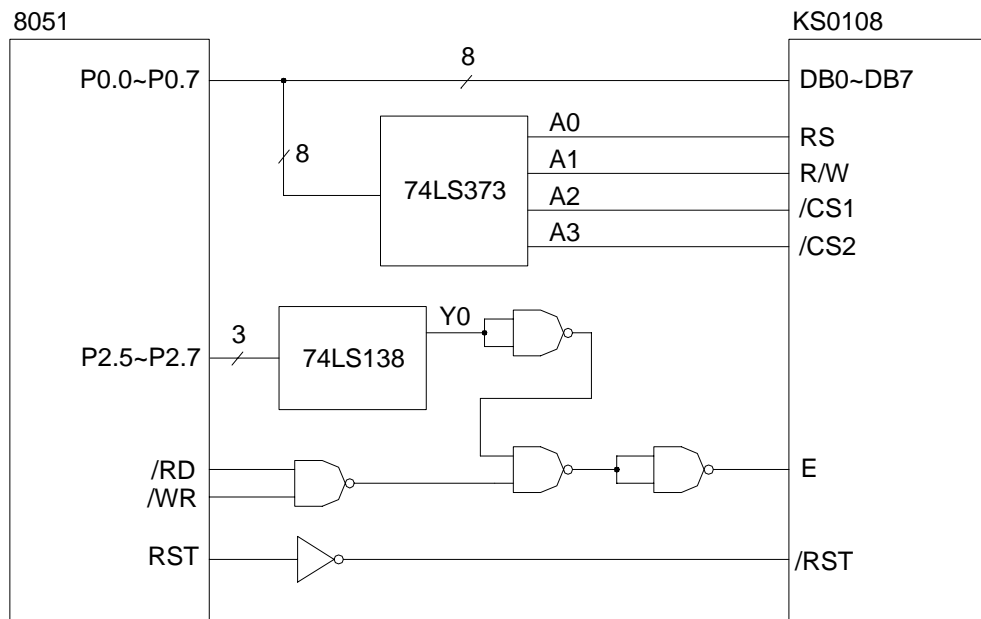 8051
KS0108
P0.0~P0.7
8
DB0~DB7
8
74LS373
A0
RS
A1
R/W
A2
/CS1
A3
/CS2
P2.5~P2.7
3
74LS138
Y0
/RD
/WR
E
RST
/RST